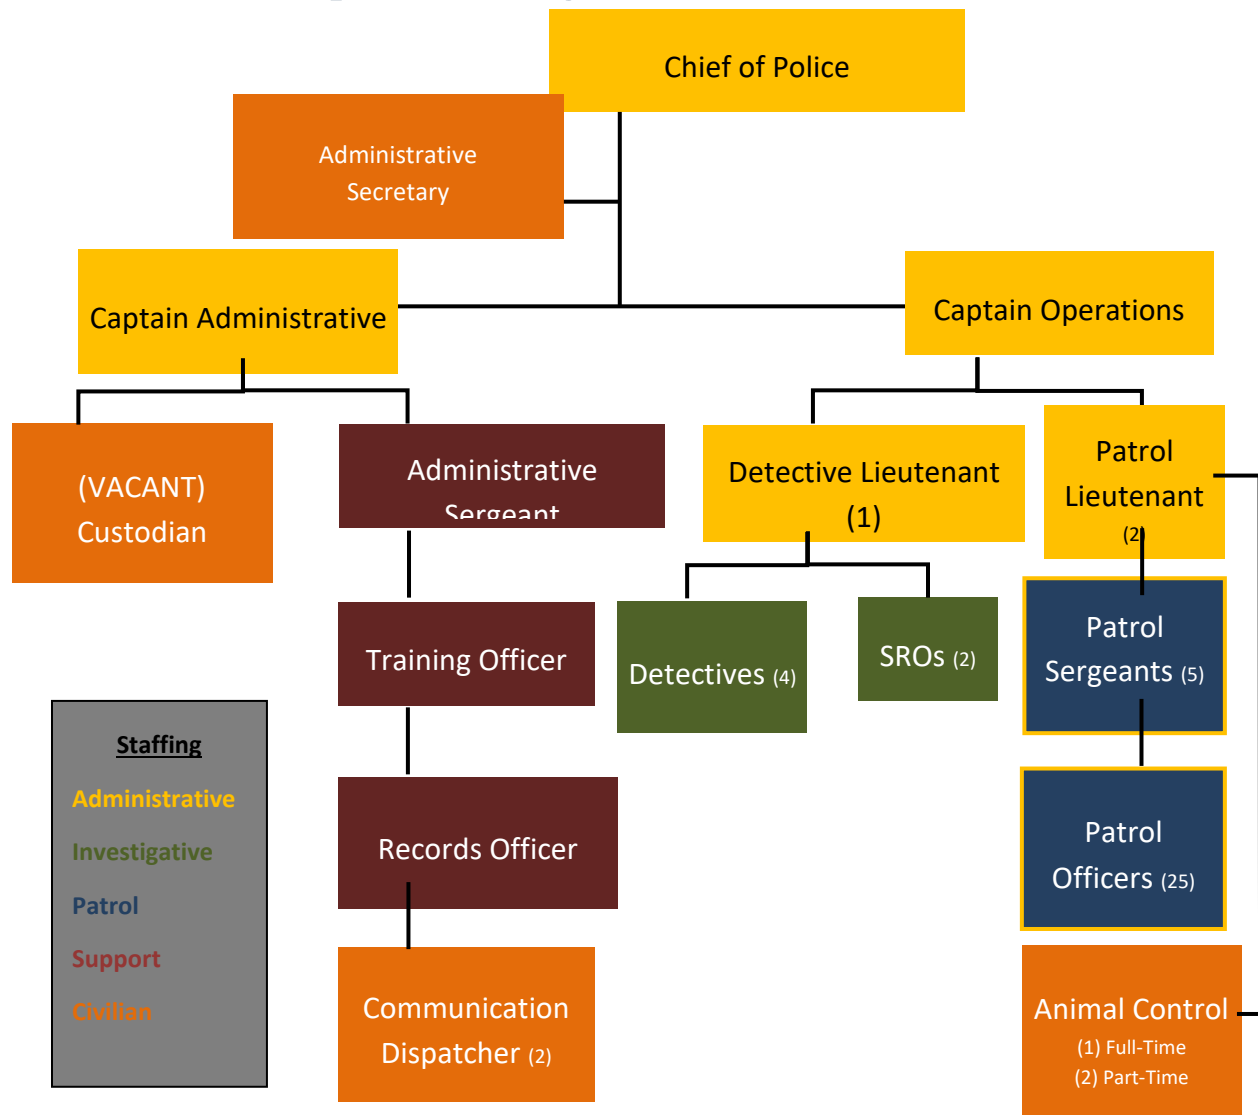 Chief of Police
Administrative
Secretary
Captain Administrative
Captain Operations
(VACANT)
Custodian
Administrative
Sergeant
Detective Lieutenant
(1)
Patrol
Lieutenant
(2)
Training Officer
Detectives (4)
SROs (2)
Patrol
Sergeants (5)
Records Officer
Patrol
Officers (25)
Communication
Dispatcher (2)
Animal Control
(1) Full-Time
(2) Part-Time
Staffing
Administrative
Investigative
Patrol
Support
Civilian